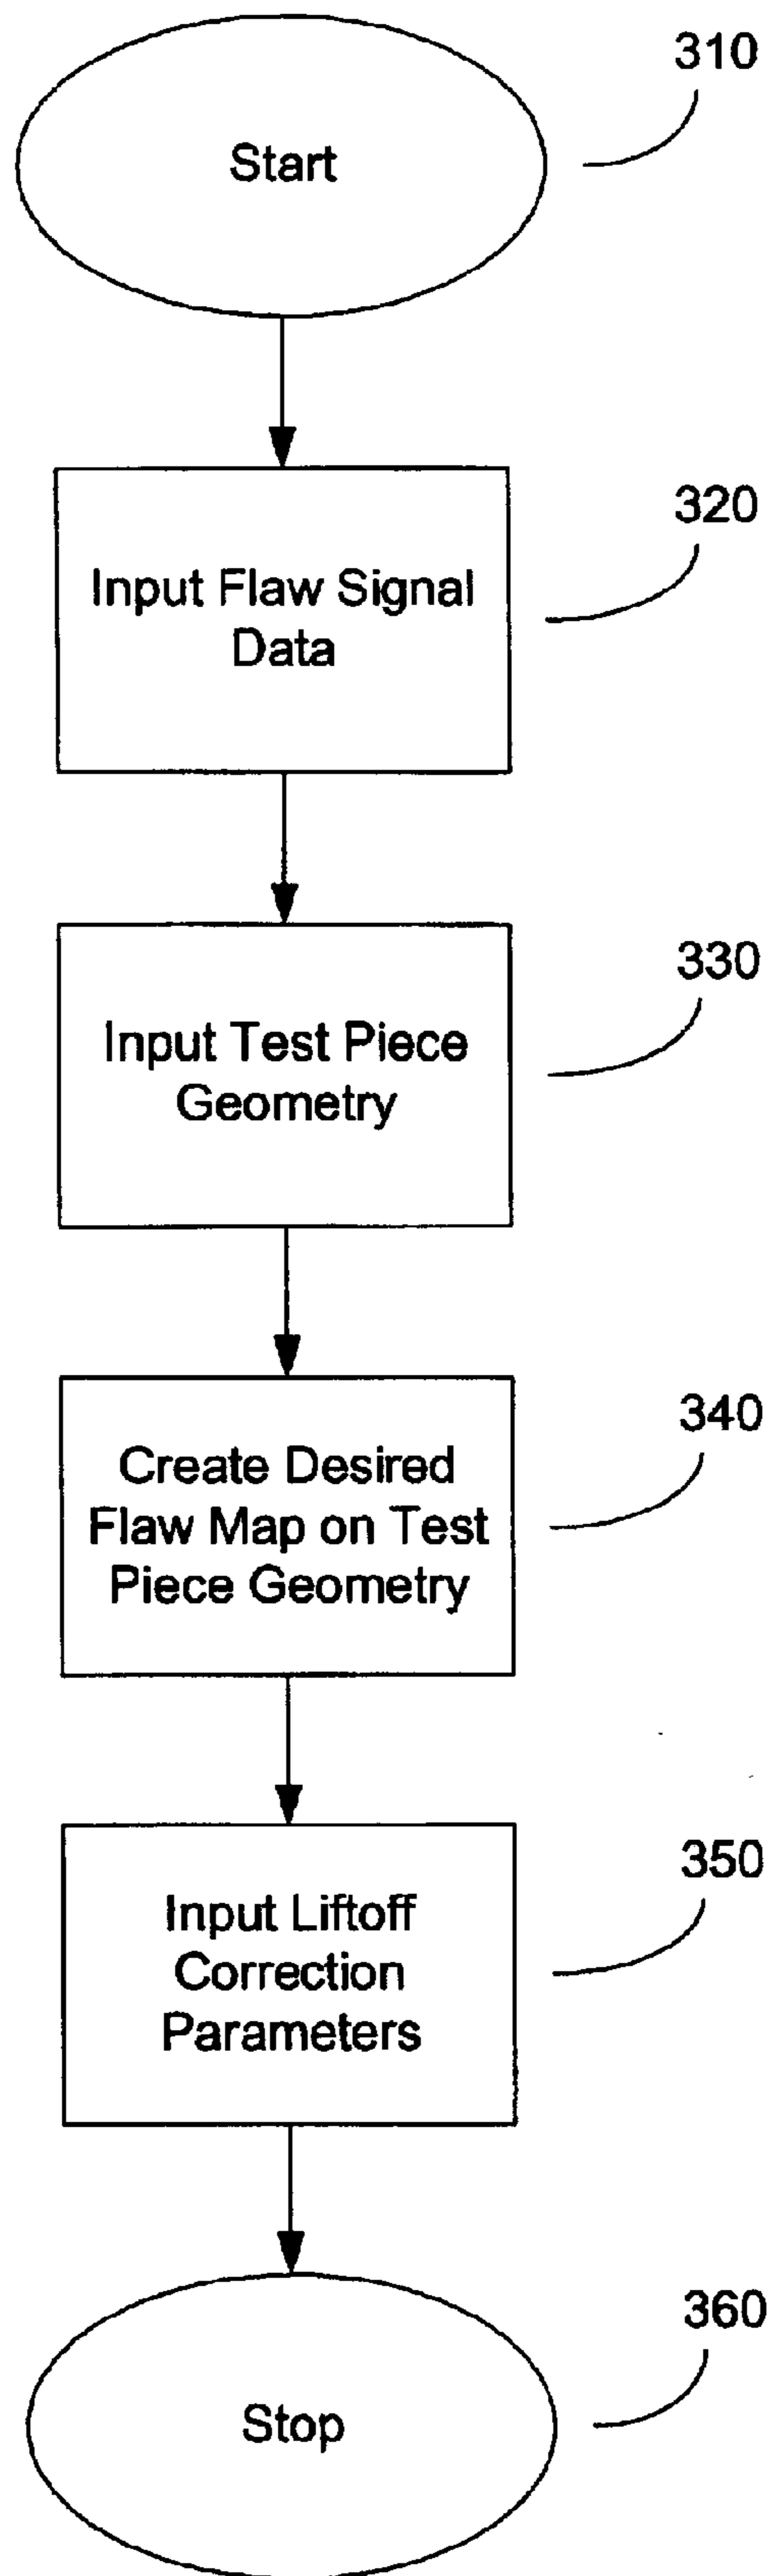 310
Start
320
Input Flaw Signal
Data
330
Input Test Piece
Geometry
340
Create Desired
Flaw Map on Test
Piece Geometry
350
Input Liftoff
Correction
Parameters
360
Stop